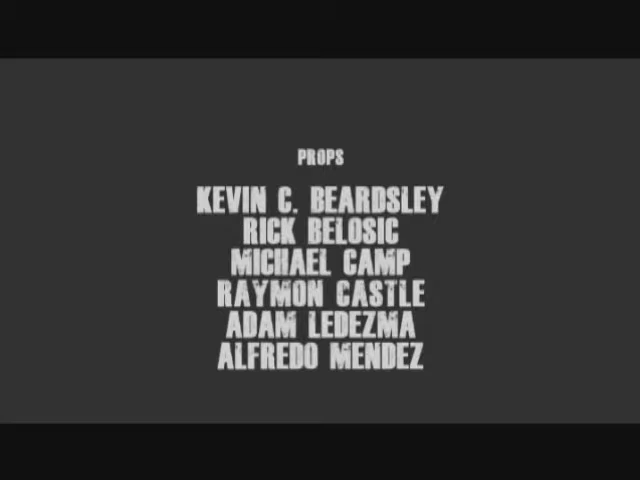 PROPS
KEVIN C. BEARDSLEY
RICK BELOSIC
MICHAEL CAMP
RAYMON CASTLE
ADAM LEDEZMA
ALFREDO MENDEZ